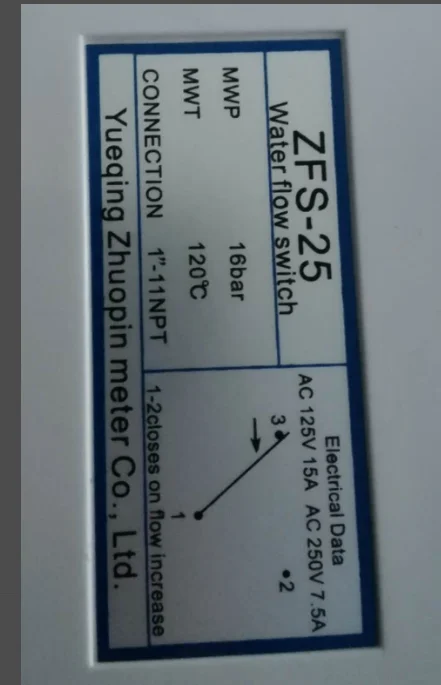 ZFS-25
Water flow switch
MWP 16bar
MWT 120℃
CONNECTION 1"-11NPT
Electrical Data
AC 125V 15A AC 250V 7.5A
3
2
1
1-2closes on flow increase
Yueqing Zhuopin meter Co., Ltd.